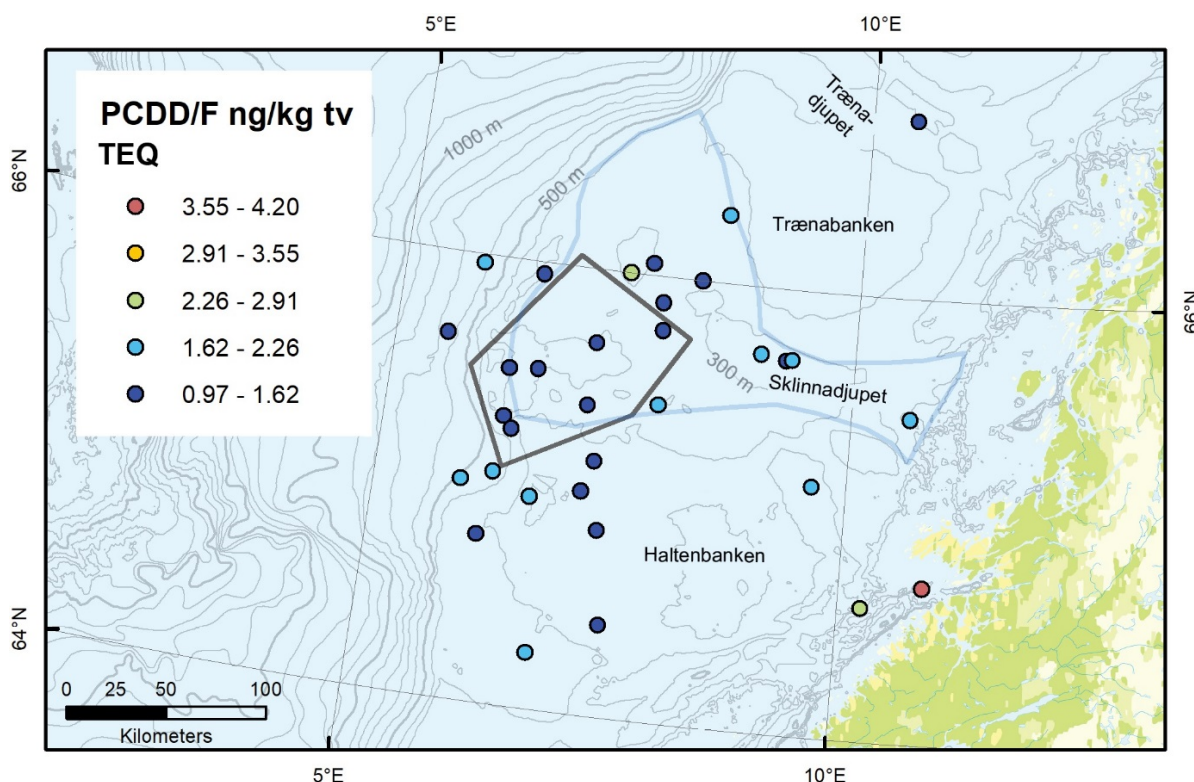 5°E
10°E
PCDD/F ng/kg tv
TEQ
3.55 - 4.20
2.91 - 3.55
2.26 - 2.91
1.62 - 2.26
0.97 - 1.62
1000 m
500 m
300 m
Træna-
djupet
Trænabanken
Sklinnadjupet
Haltenbanken
66°N
66°N
64°N
0 25 50 100
Kilometers
5°E
10°E